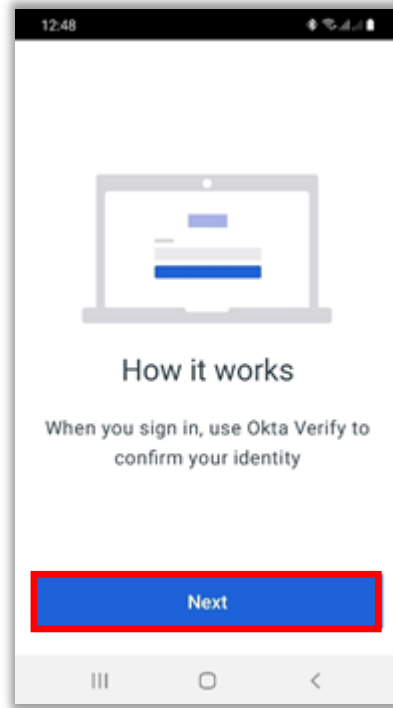 12:48
How it works
When you sign in, use Okta Verify to
confirm your identity
Next